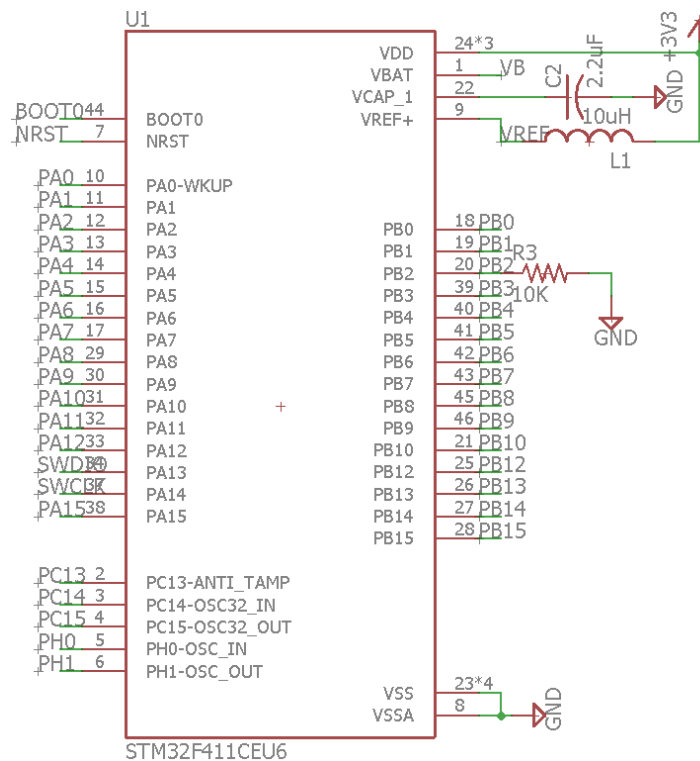 U1
VDD 24*3 +3V3
VBAT 1 VB
VCAP_1 22 C2 2.2uF GND
VREF+ 9 VREF 10uH L1
BOOT0 44 BOOT0
NRST 7 NRST
PA0 10 PA0-WKUP
PA1 11 PA1
PA2 12 PA2 PB0 18 PB0
PA3 13 PA3 PB1 19 PB1
PA4 14 PA4 PB2 20 PB2 R3 10K GND
PA5 15 PA5 PB3 39 PB3
PA6 16 PA6 PB4 40 PB4
PA7 17 PA7 PB5 41 PB5
PA8 29 PA8 PB6 42 PB6
PA9 30 PA9 PB7 43 PB7
PA10 31 PA10 PB8 45 PB8
PA11 32 PA11 PB9 46 PB9
PA12 33 PA12 PB10 21 PB10
SWDIO 34 PA13 PB12 25 PB12
SWCLK 37 PA14 PB13 26 PB13
PA15 38 PA15 PB14 27 PB14
PB15 28 PB15
PC13 2 PC13-ANTI_TAMP
PC14 3 PC14-OSC32_IN
PC15 4 PC15-OSC32_OUT
PH0 5 PH0-OSC_IN
PH1 6 PH1-OSC_OUT
VSS 23*4
VSSA 8 GND
STM32F411CEU6